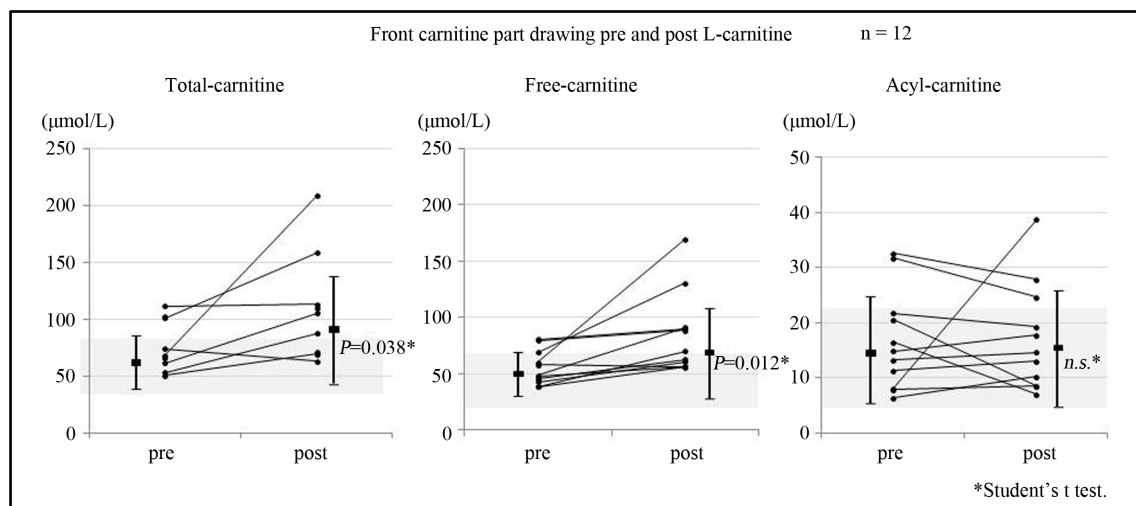 Front carnitine part drawing pre and post L-carnitine n = 12
Total-carnitine
(μmol/L)
250
200
150
100
50
0
pre post
P=0.038*
Free-carnitine
(μmol/L)
250
200
150
100
50
0
pre post
P=0.012*
Acyl-carnitine
(μmol/L)
50
40
30
20
10
0
pre post
n.s.*
*Student's t test.